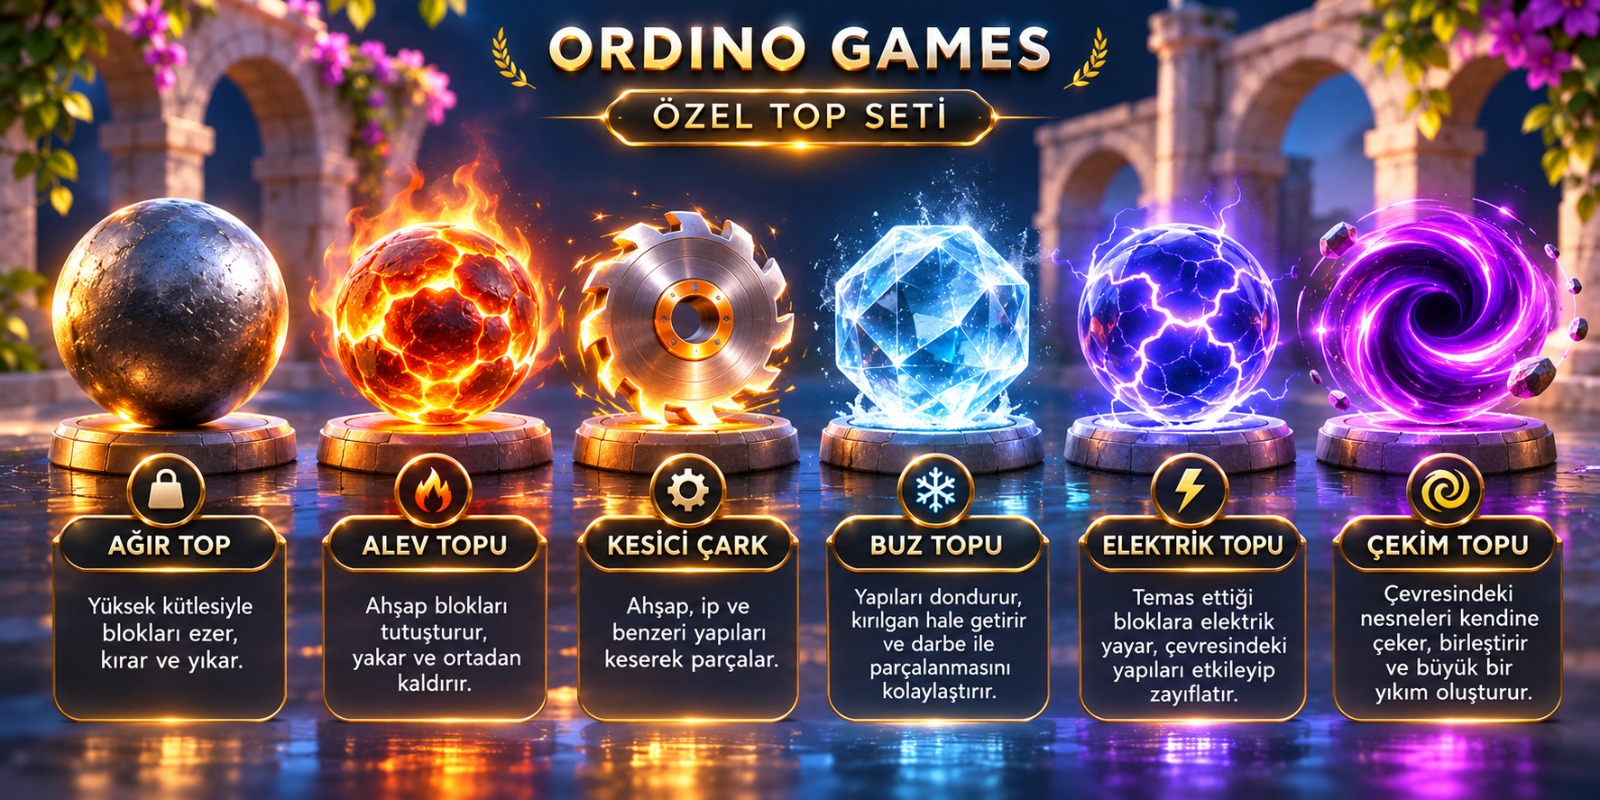 ORDINO GAMES
ÖZEL TOP SETİ
AĞIR TOP
Yüksek kütlesiyle
blokları ezer,
kırar ve yıkar.
ALEV TOPU
Ahşap blokları
tutuşturur,
yakar ve ortadan
kaldırır.
KESİCİ ÇARK
Ahşap, ip ve
benzeri yapıları
keserek parçalar.
BUZ TOPU
Yapıları dondurur,
kırılgan hale getirir
ve darbe ile
parçalanmasını
kolaylaştırır.
ELEKTRİK TOPU
Temas ettiği
bloklara elektrik
yayar, çevresindeki
yapıları etkileyip
zayıflatır.
ÇEKİM TOPU
Çevresindeki
nesneleri kendine
çeker, birleştirir
ve büyük bir
yıkım oluşturur.